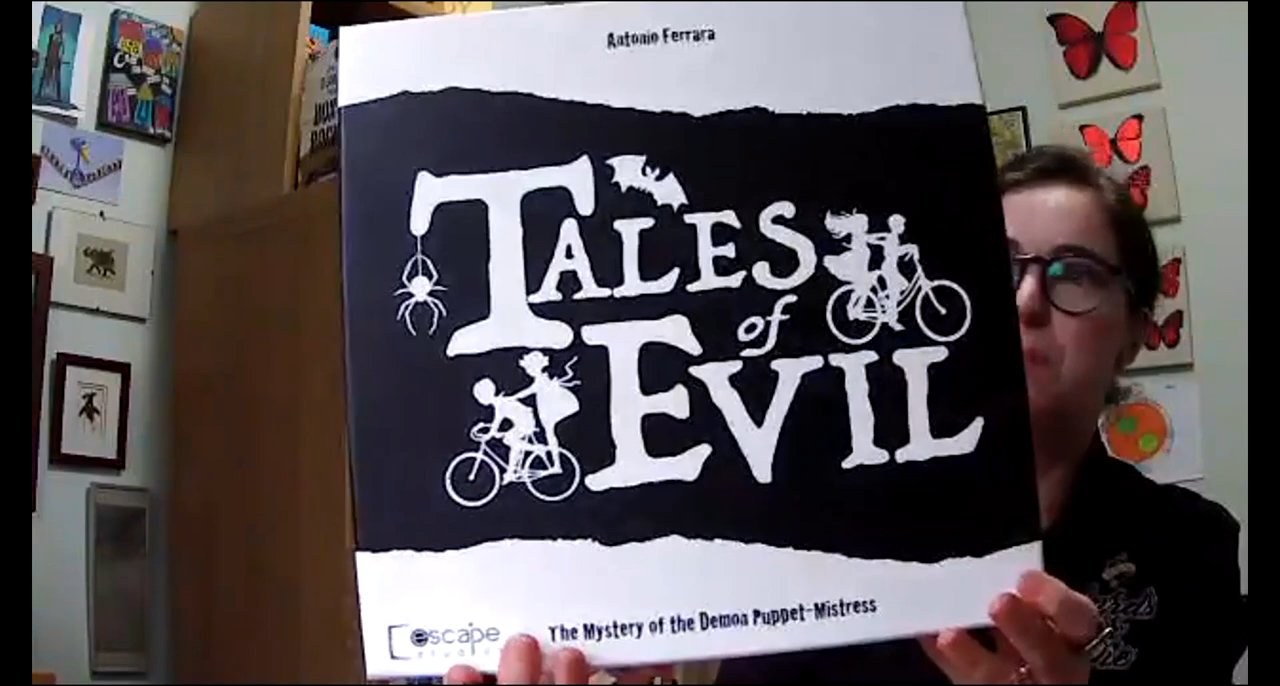 Antonio Ferrara
TALES
of
EVIL
escape
The Mystery of the Demon Puppet-Mistress